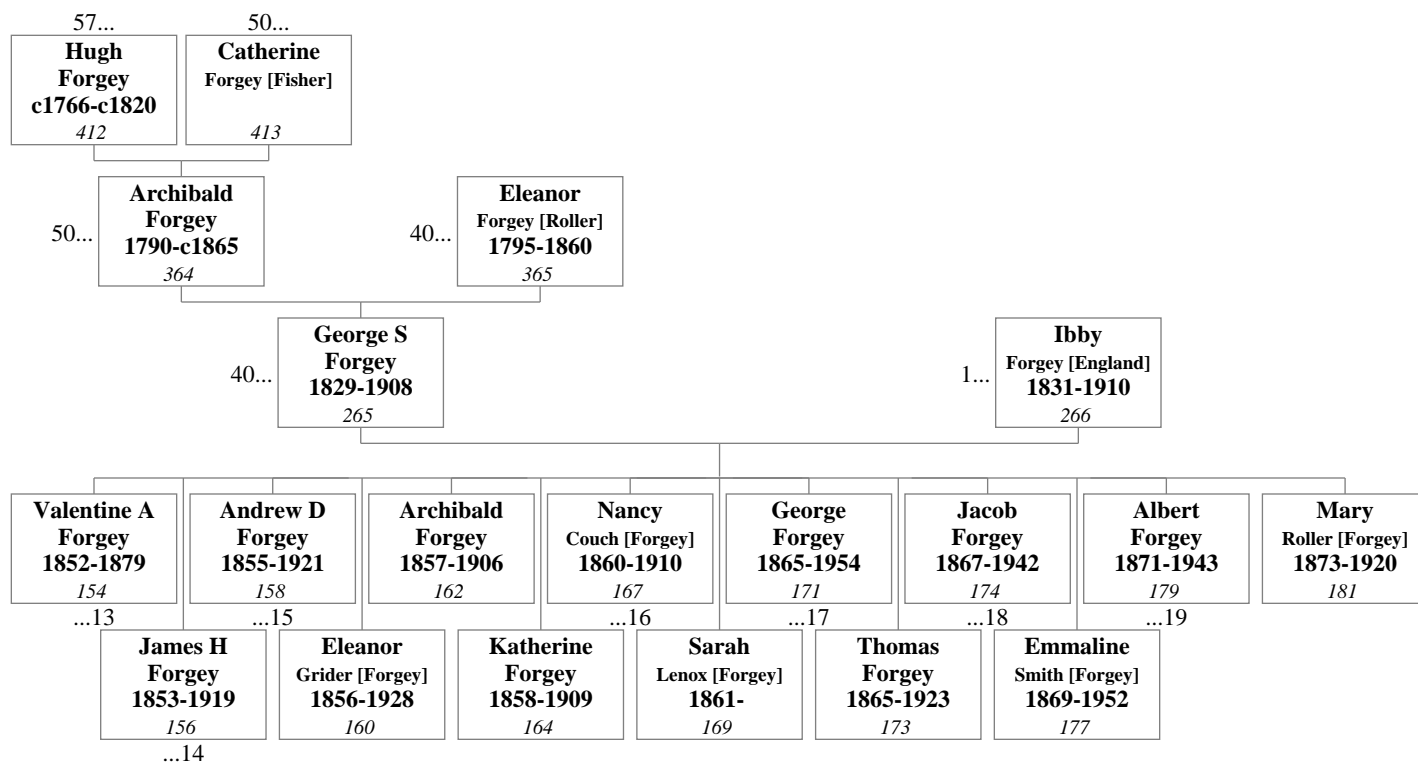 57...
50...
Hugh
Forgey
c1766-c1820
412
Catherine
Forgey [Fisher]
413
50...
Archibald
Forgey
1790-c1865
364
40...
Eleanor
Forgey [Roller]
1795-1860
365
40...
George S
Forgey
1829-1908
265
1...
Ibby
Forgey [England]
1831-1910
266
Valentine A
Forgey
1852-1879
154
...13
Andrew D
Forgey
1855-1921
158
...15
Archibald
Forgey
1857-1906
162
Nancy
Couch [Forgey]
1860-1910
167
...16
George
Forgey
1865-1954
171
...17
Jacob
Forgey
1867-1942
174
...18
Albert
Forgey
1871-1943
179
...19
Mary
Roller [Forgey]
1873-1920
181
James H
Forgey
1853-1919
156
...14
Eleanor
Grider [Forgey]
1856-1928
160
Katherine
Forgey
1858-1909
164
Sarah
Lenox [Forgey]
1861-
169
Thomas
Forgey
1865-1923
173
Emmaline
Smith [Forgey]
1869-1952
177